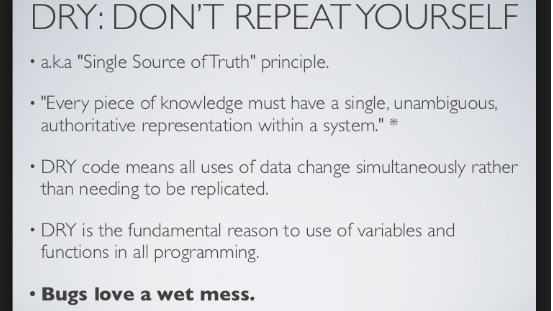 DRY: DON'T REPEAT YOURSELF
• a.k.a "Single Source of Truth" principle.
• "Every piece of knowledge must have a single, unambiguous,
authoritative representation within a system." *
• DRY code means all uses of data change simultaneously rather
than needing to be replicated.
• DRY is the fundamental reason to use of variables and
functions in all programming.
• Bugs love a wet mess.